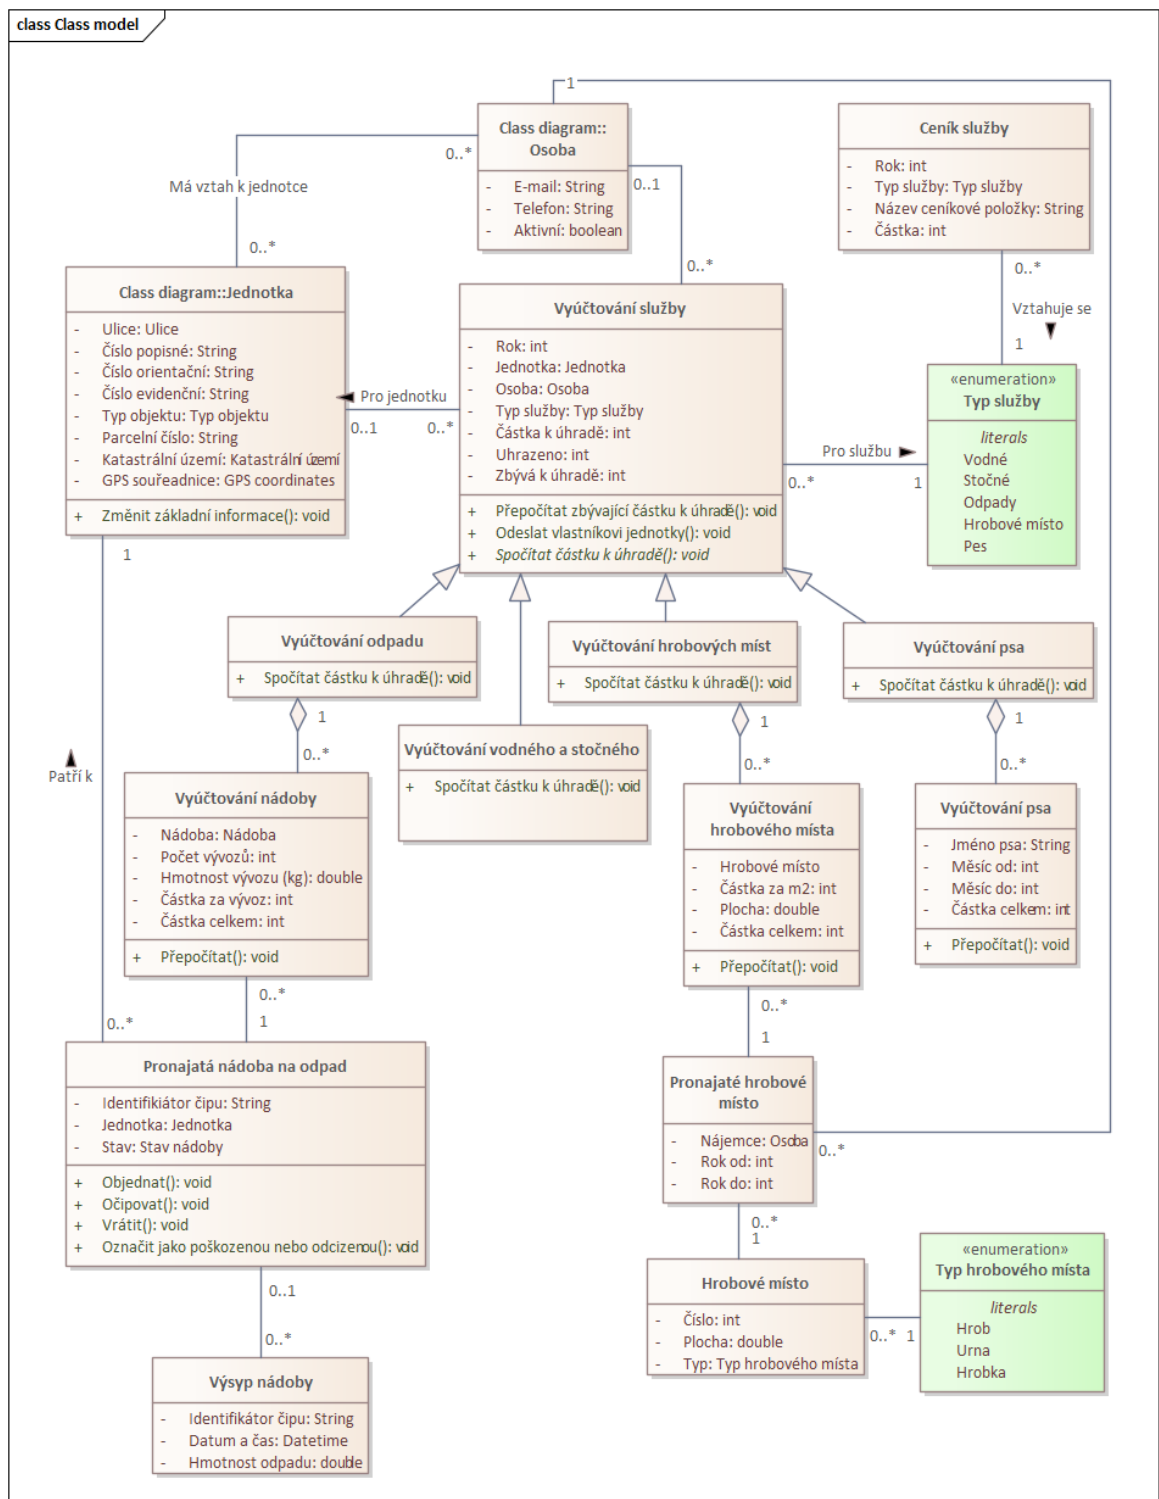 class Class model
1
Class diagram::
Osoba
- E-mail: String
- Telefon: String
- Aktivní: boolean
0..*
0..1
Má vztah k jednotce
0..*
0..*
Ceník služby
- Rok: int
- Typ služby: Typ služby
- Název ceníkové položky: String
- Částka: int
0..*
Vztahuje se
1
Class diagram::Jednotka
- Ulice: Ulice
- Číslo popisné: String
- Číslo orientační: String
- Číslo evidenční: String
- Typ objektu: Typ objektu
- Parcelní číslo: String
- Katastrální území: Katastrální území
- GPS souřeadnice: GPS coordinates
+ Změnit základní informace(): void
1
Pro jednotku
0..1
0..*
Vyúčtování služby
- Rok: int
- Jednotka: Jednotka
- Osoba: Osoba
- Typ služby: Typ služby
- Částka k úhradě: int
- Uhrazeno: int
- Zbývá k úhradě: int
+ Přepočítat zbývající částku k úhradě(): void
+ Odeslat vlastníkovi jednotky(): void
+ Spočítat částku k úhradě(): void
Pro službu
0..*
1
«enumeration»
Typ služby
literals
Vodné
Stočné
Odpady
Hrobové místo
Pes
Vyúčtování odpadu
+ Spočítat částku k úhradě(): void
1
0..*
Vyúčtování vodného a stočného
+ Spočítat částku k úhradě(): void
Vyúčtování hrobových míst
+ Spočítat částku k úhradě(): void
1
0..*
Vyúčtování psa
+ Spočítat částku k úhradě(): void
1
0..*
Patří k
Vyúčtování nádoby
- Nádoba: Nádoba
- Počet vývozů: int
- Hmotnost vývozu (kg): double
- Částka za vývoz: int
- Částka celkem: int
+ Přepočítat(): void
0..*
1
0..*
Vyúčtování
hrobového místa
- Hrobové místo
- Částka za m2: int
- Plocha: double
- Částka celkem: int
+ Přepočítat(): void
0..*
1
Vyúčtování psa
- Jméno psa: String
- Měsíc od: int
- Měsíc do: int
- Částka celkem: int
+ Přepočítat(): void
Pronajatá nádoba na odpad
- Identifikiátor čipu: String
- Jednotka: Jednotka
- Stav: Stav nádoby
+ Objednat(): void
+ Očipovat(): void
+ Vrátit(): void
+ Označit jako poškozenou nebo odcizenou(): void
0..1
0..*
Pronajaté hrobové
místo
- Nájemce: Osoba
- Rok od: int
- Rok do: int
0..*
0..*
1
Hrobové místo
- Číslo: int
- Plocha: double
- Typ: Typ hrobového místa
0..*
1
«enumeration»
Typ hrobového místa
literals
Hrob
Urna
Hrobka
Výsyp nádoby
- Identifikátor čipu: String
- Datum a čas: Datetime
- Hmotnost odpadu: double